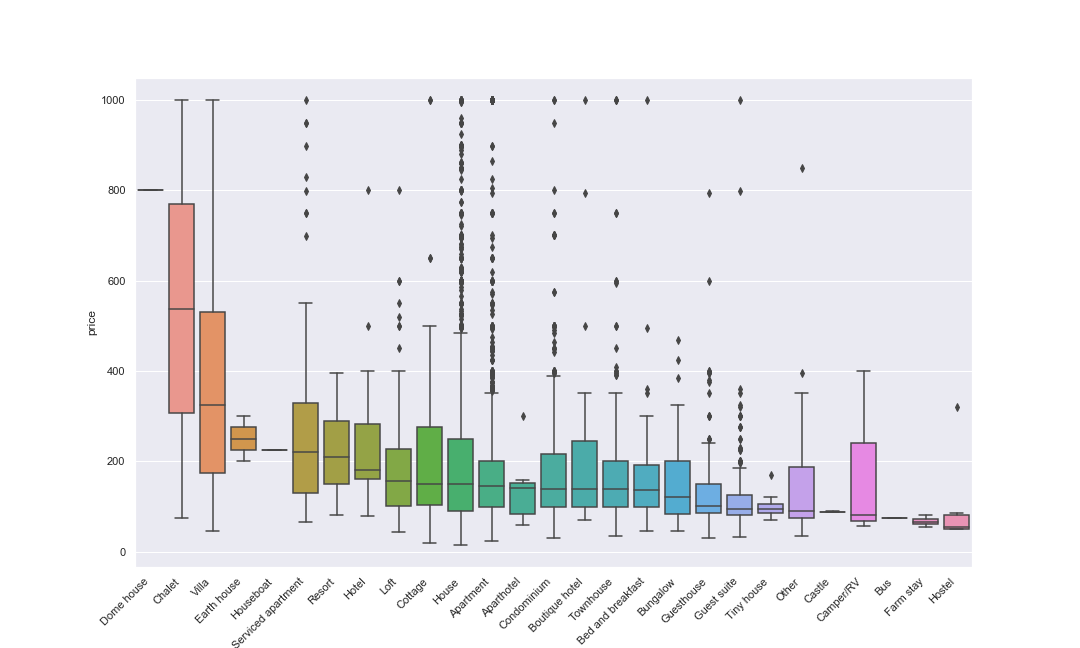 1000
800
600
400
200
0
price
Dome house
Chalet
Villa
Earth house
Houseboat
Serviced apartment
Resort
Hotel
Loft
Cottage
House
Apartment
Aparthotel
Condominium
Boutique hotel
Townhouse
Bed and breakfast
Bungalow
Guesthouse
Guest suite
Tiny house
Other
Castle
Camper/RV
Bus
Farm stay
Hostel